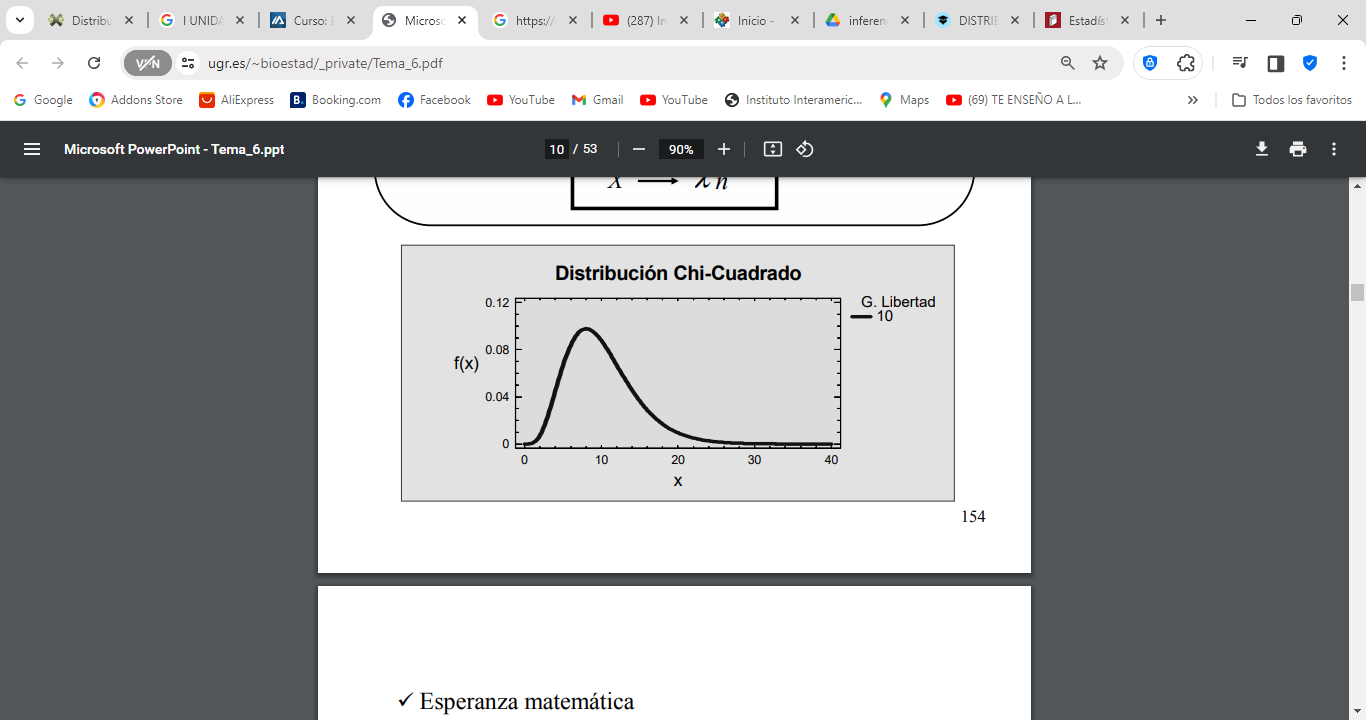 Distribu
I UNIDA
Curso: E
Microsc
https://
(287) In
Inicio -
inferen
DISTRIE
Estadíst
VPN
ugr.es/~bioestad/_private/Tema_6.pdf
Google
Addons Store
AliExpress
B.
Booking.com
Facebook
YouTube
Gmail
YouTube
Instituto Interameric...
Maps
(69) TE ENSEÑO A L...
Todos los favoritos
Microsoft PowerPoint - Tema_6.ppt
10 / 53
90%
Distribución Chi-Cuadrado
G. Libertad
10
f(x)
0.12
0.08
0.04
0
0 10 20 30 40
x
154
✓ Esperanza matemática